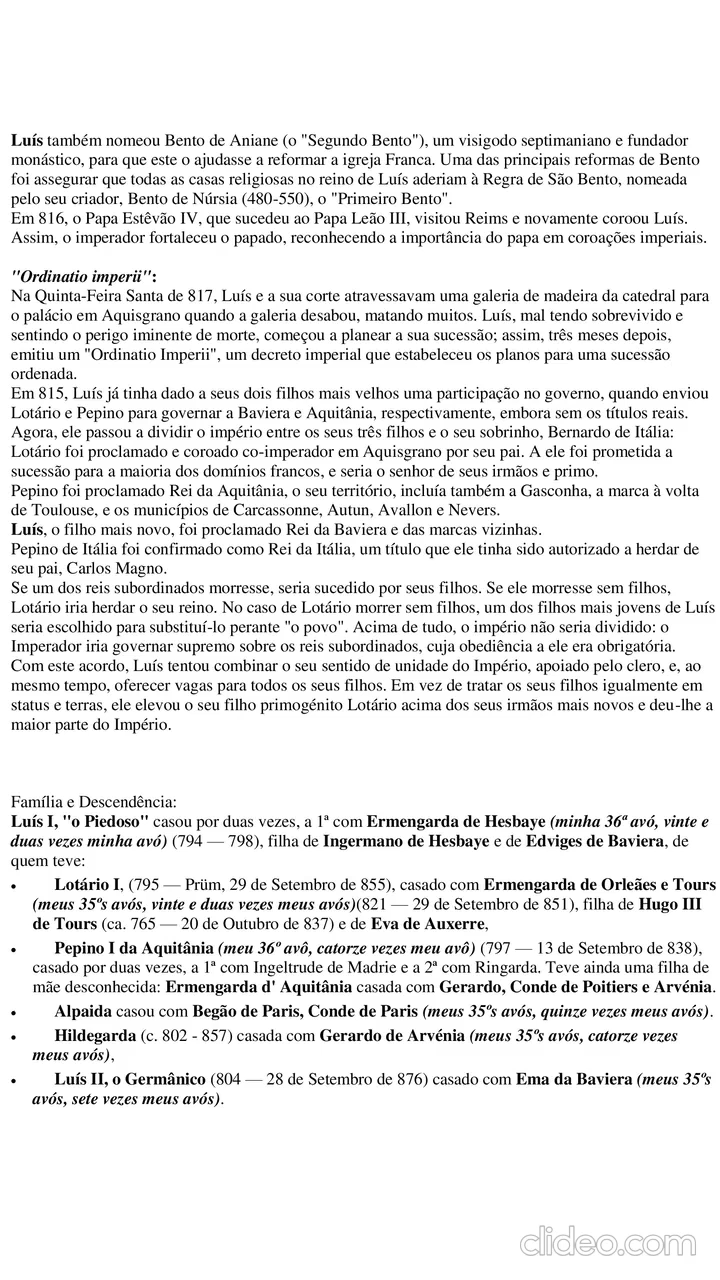 Luís também nomeou Bento de Aniane (o "Segundo Bento"), um visigodo septimaniano e fundador
monástico, para que este o ajudasse a reformar a igreja Franca. Uma das principais reformas de Bento
foi assegurar que todas as casas religiosas no reino de Luís aderiam à Regra de São Bento, nomeada
pelo seu criador, Bento de Núrsia (480-550), o "Primeiro Bento".
Em 816, o Papa Estêvão IV, que sucedeu ao Papa Leão III, visitou Reims e novamente coroou Luís.
Assim, o imperador fortaleceu o papado, reconhecendo a importância do papa em coroações imperiais.
"Ordinatio imperii":
Na Quinta-Feira Santa de 817, Luís e a sua corte atravessavam uma galeria de madeira da catedral para
o palácio em Aquisgrano quando a galeria desabou, matando muitos. Luís, mal tendo sobrevivido e
sentindo o perigo iminente de morte, começou a planear a sua sucessão; assim, três meses depois,
emitiu um "Ordinatio Imperii", um decreto imperial que estabeleceu os planos para uma sucessão
ordenada.
Em 815, Luís já tinha dado a seus dois filhos mais velhos uma participação no governo, quando enviou
Lotário e Pepino para governar a Baviera e Aquitânia, respectivamente, embora sem os títulos reais.
Agora, ele passou a dividir o império entre os seus três filhos e o seu sobrinho, Bernardo de Itália:
Lotário foi proclamado e coroado co-imperador em Aquisgrano por seu pai. A ele foi prometida a
sucessão para a maioria dos domínios francos, e seria o senhor de seus irmãos e primo.
Pepino foi proclamado Rei da Aquitânia, o seu território, incluía também a Gasconha, a marca à volta
de Toulouse, e os municípios de Carcassonne, Autun, Avallon e Nevers.
Luís, o filho mais novo, foi proclamado Rei da Baviera e das marcas vizinhas.
Pepino de Itália foi confirmado como Rei da Itália, um título que ele tinha sido autorizado a herdar de
seu pai, Carlos Magno.
Se um dos reis subordinados morresse, seria sucedido por seus filhos. Se ele morresse sem filhos,
Lotário iria herdar o seu reino. No caso de Lotário morrer sem filhos, um dos filhos mais jovens de Luís
seria escolhido para substituí-lo perante "o povo". Acima de tudo, o império não seria dividido: o
Imperador iria governar supremo sobre os reis subordinados, cuja obediência a ele era obrigatória.
Com este acordo, Luís tentou combinar o seu sentido de unidade do Império, apoiado pelo clero, e, ao
mesmo tempo, oferecer vagas para todos os seus filhos. Em vez de tratar os seus filhos igualmente em
status e terras, ele elevou o seu filho primogénito Lotário acima dos seus irmãos mais novos e deu-lhe a
maior parte do Império.
Família e Descendência:
Luís I, "o Piedoso" casou por duas vezes, a 1ª com Ermengarda de Hesbaye (minha 36ª avó, vinte e
duas vezes minha avó) (794 — 798), filha de Ingermano de Hesbaye e de Edviges de Baviera, de
quem teve:
• Lotário I, (795 — Prüm, 29 de Setembro de 855), casado com Ermengarda de Orleães e Tours
(meus 35ºs avós, vinte e duas vezes meus avós)(821 — 29 de Setembro de 851), filha de Hugo III
de Tours (ca. 765 — 20 de Outubro de 837) e de Eva de Auxerre,
• Pepino I da Aquitânia (meu 36º avô, catorze vezes meu avô) (797 — 13 de Setembro de 838),
casado por duas vezes, a 1ª com Ingeltrude de Madrie e a 2ª com Ringarda. Teve ainda uma filha de
mãe desconhecida: Ermengarda d' Aquitânia casada com Gerardo, Conde de Poitiers e Arvénia.
• Alpaida casou com Begão de Paris, Conde de Paris (meus 35ºs avós, quinze vezes meus avós).
• Hildegarda (c. 802 - 857) casada com Gerardo de Arvénia (meus 35ºs avós, catorze vezes
meus avós),
• Luís II, o Germânico (804 — 28 de Setembro de 876) casado com Ema da Baviera (meus 35ºs
avós, sete vezes meus avós).
clideo.com